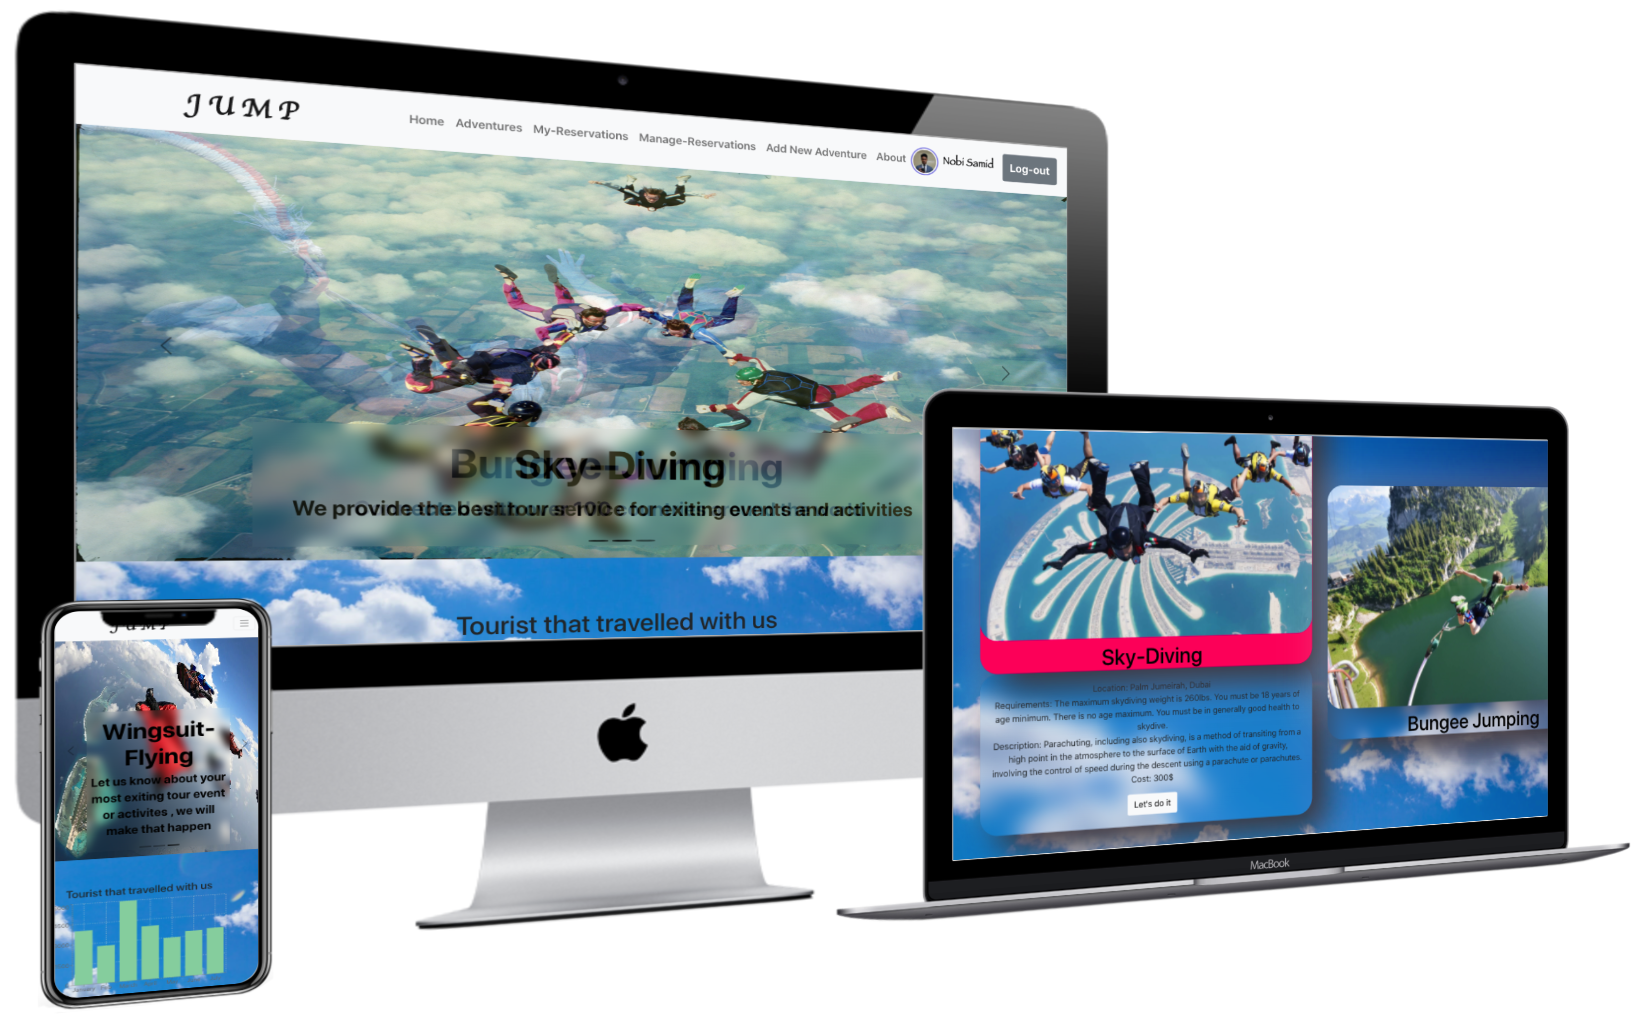 JUMP
Home Adventures My-Reservations Manage-Reservations Add New Adventure About Nobi Samid Log-out
Sky-Diving
We provide the best tour service for exiting events and activities
Tourist that travelled with us
Sky-Diving
Location: Palm Jumeirah, Dubai
Requirements: The maximum skydiving weight is 260lbs. You must be 18 years of
age minimum. There is no age maximum. You must be in generally good health to
skydive.
Description: Parachuting, including also skydiving, is a method of transiting from a
high point in the atmosphere to the surface of Earth with the aid of gravity,
involving the control of speed during the descent using a parachute or parachutes.
Cost: 300$
Let's do it
Bungee Jumping
MacBook
JUMP
Wingsuit-
Flying
Let us know about your
most exiting tour event
or activites , we will
make that happen
Tourist that travelled with us